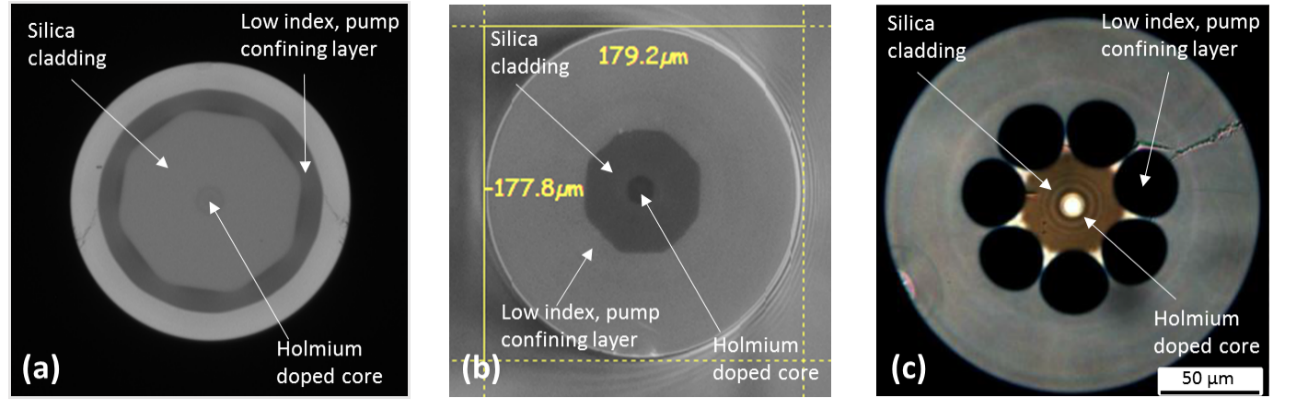 Silica
cladding
Low index, pump
confining layer
Holmium
doped core
(a)
Silica
cladding
179.2µm
177.8µm
Low index, pump
confining layer
Holmium
doped core
(b)
Silica
cladding
Low index, pump
confining layer
Holmium
doped core
50 µm
(c)